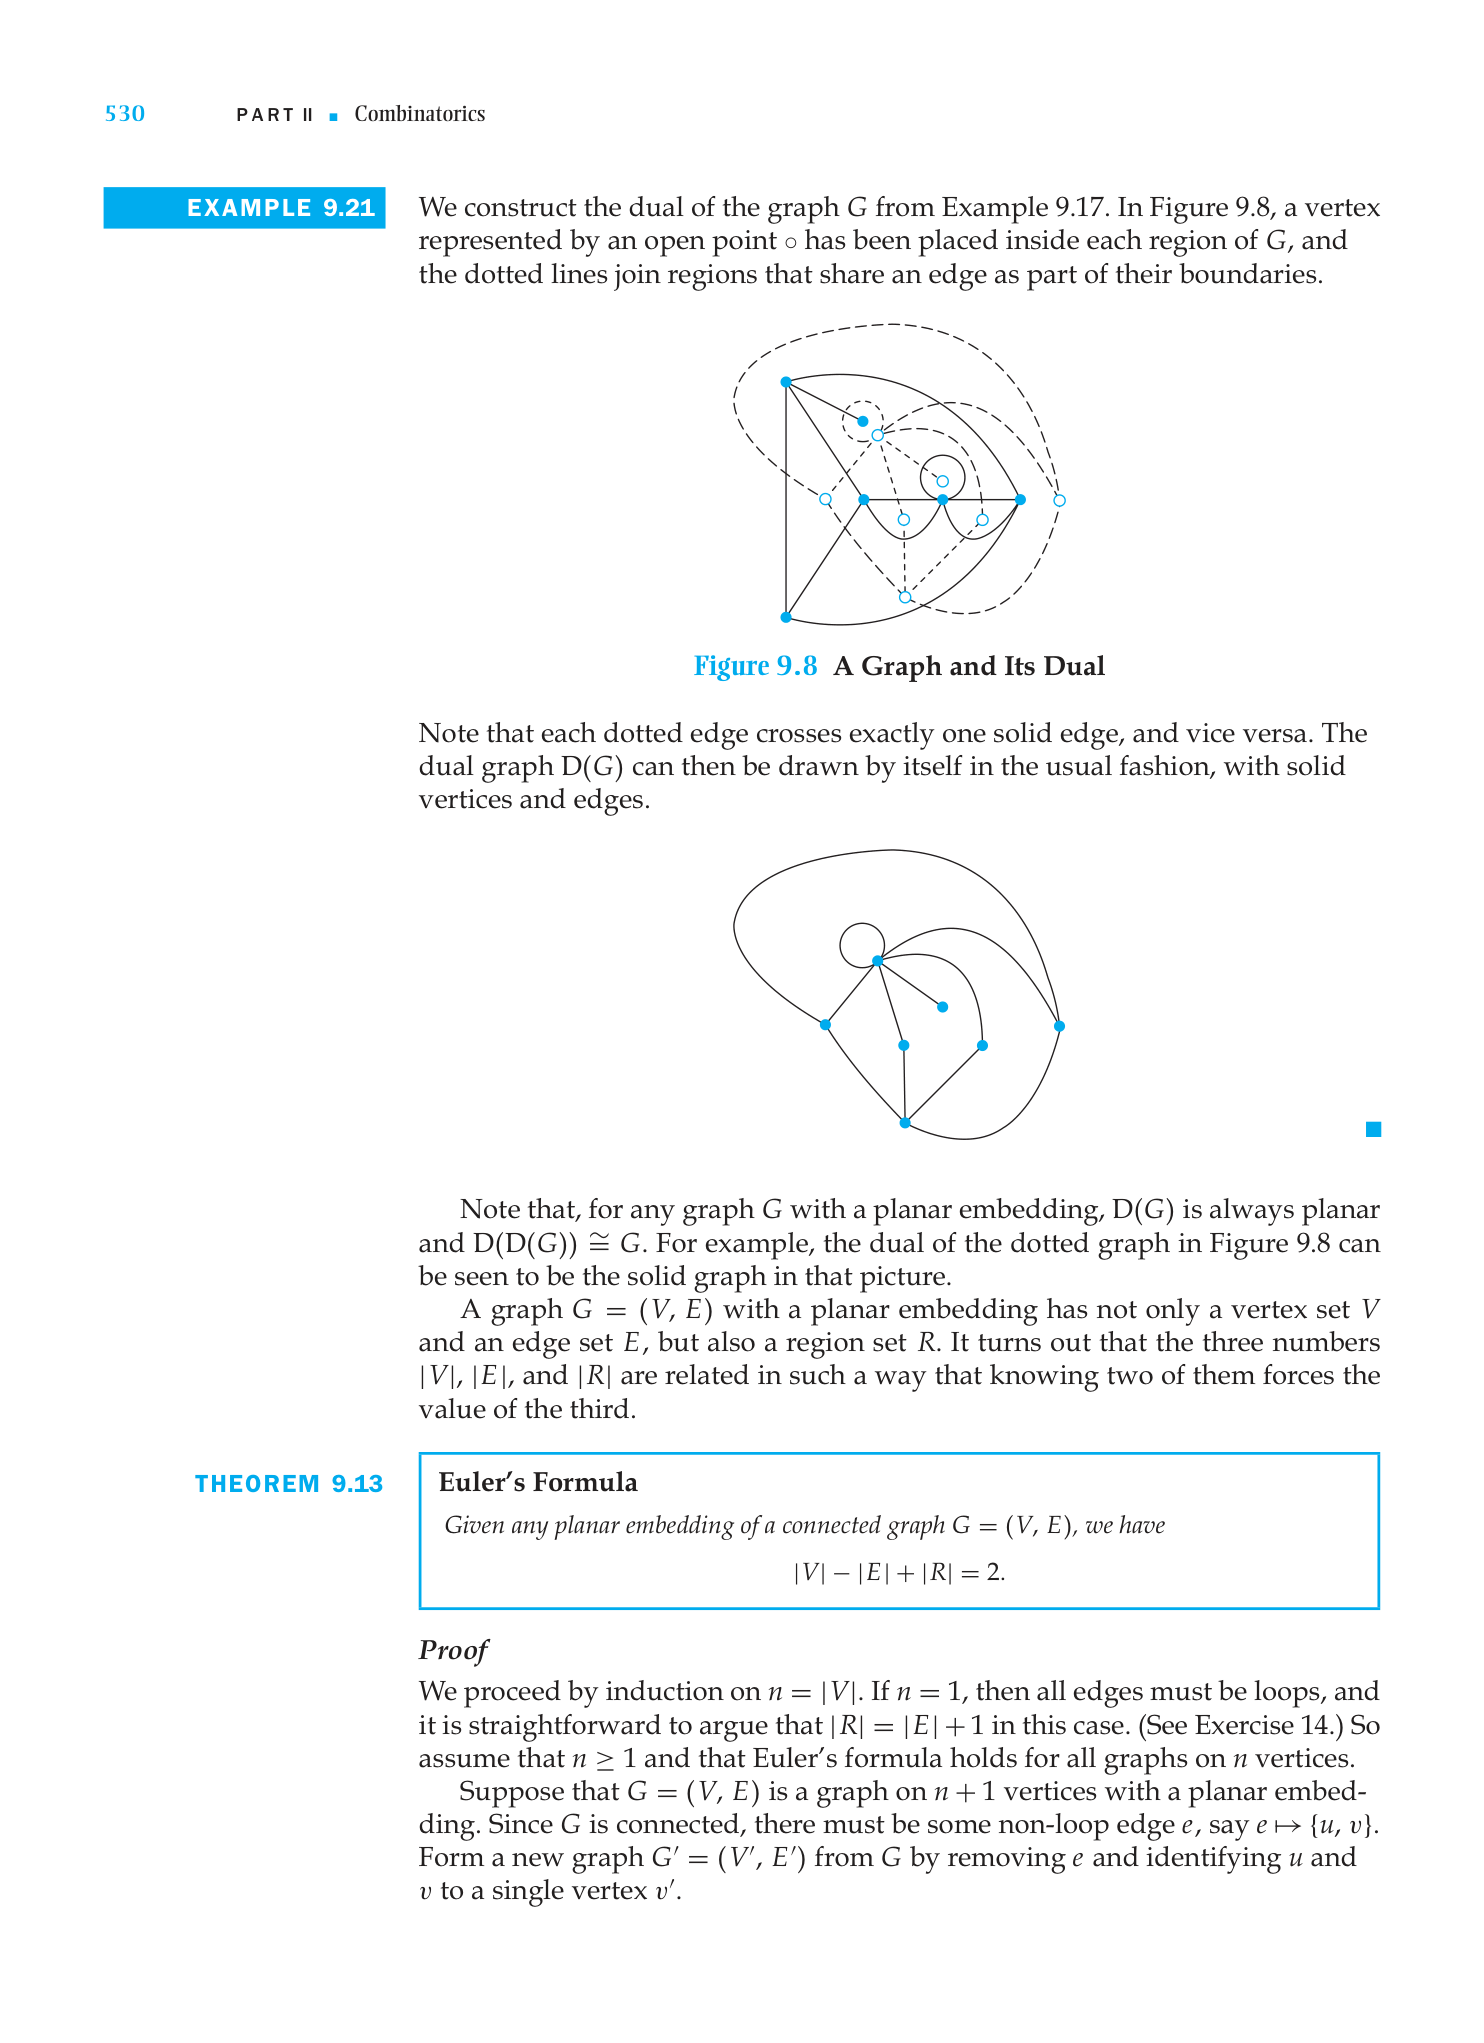 530 PART II ■ Combinatorics
EXAMPLE 9.21 We construct the dual of the graph G from Example 9.17. In Figure 9.8, a vertex
represented by an open point ∘ has been placed inside each region of G, and
the dotted lines join regions that share an edge as part of their boundaries.
Figure 9.8 A Graph and Its Dual
Note that each dotted edge crosses exactly one solid edge, and vice versa. The
dual graph D(G) can then be drawn by itself in the usual fashion, with solid
vertices and edges.
■
Note that, for any graph G with a planar embedding, D(G) is always planar
and D(D(G)) ≅ G. For example, the dual of the dotted graph in Figure 9.8 can
be seen to be the solid graph in that picture.
A graph G = (V, E) with a planar embedding has not only a vertex set V
and an edge set E, but also a region set R. It turns out that the three numbers
|V|, |E|, and |R| are related in such a way that knowing two of them forces the
value of the third.
THEOREM 9.13 Euler's Formula
Given any planar embedding of a connected graph G = (V, E), we have
|V| − |E| + |R| = 2.
Proof
We proceed by induction on n = |V|. If n = 1, then all edges must be loops, and
it is straightforward to argue that |R| = |E| + 1 in this case. (See Exercise 14.) So
assume that n ≥ 1 and that Euler's formula holds for all graphs on n vertices.
Suppose that G = (V, E) is a graph on n + 1 vertices with a planar embed-
ding. Since G is connected, there must be some non-loop edge e, say e ↦ {u, v}.
Form a new graph G′ = (V′, E′) from G by removing e and identifying u and
v to a single vertex v′.